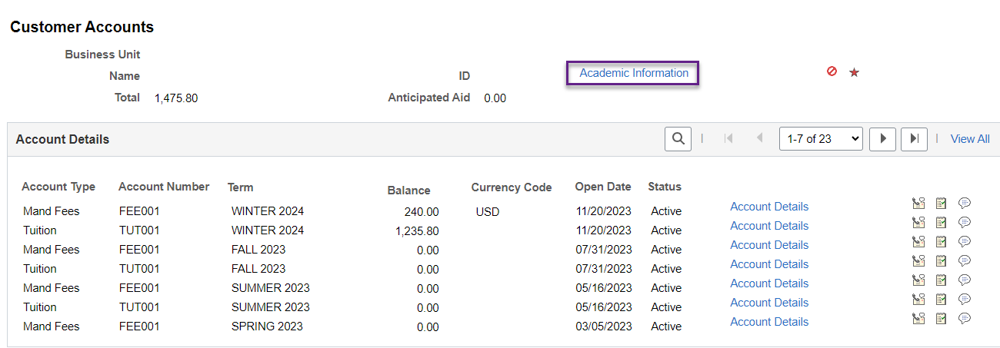 Customer Accounts
Business Unit
Academic Information
Name ID
Total 1,475.80 Anticipated Aid 0.00
Account Details 1-7 of 23 View All
Account Type Account Number Term Balance Currency Code Open Date Status
Mand Fees FEE001 WINTER 2024 240.00 USD 11/20/2023 Active Account Details
Tuition TUT001 WINTER 2024 1,235.80 11/20/2023 Active Account Details
Mand Fees FEE001 FALL 2023 0.00 07/31/2023 Active Account Details
Tuition TUT001 FALL 2023 0.00 07/31/2023 Active Account Details
Mand Fees FEE001 SUMMER 2023 0.00 05/16/2023 Active Account Details
Tuition TUT001 SUMMER 2023 0.00 05/16/2023 Active Account Details
Mand Fees FEE001 SPRING 2023 0.00 03/05/2023 Active Account Details